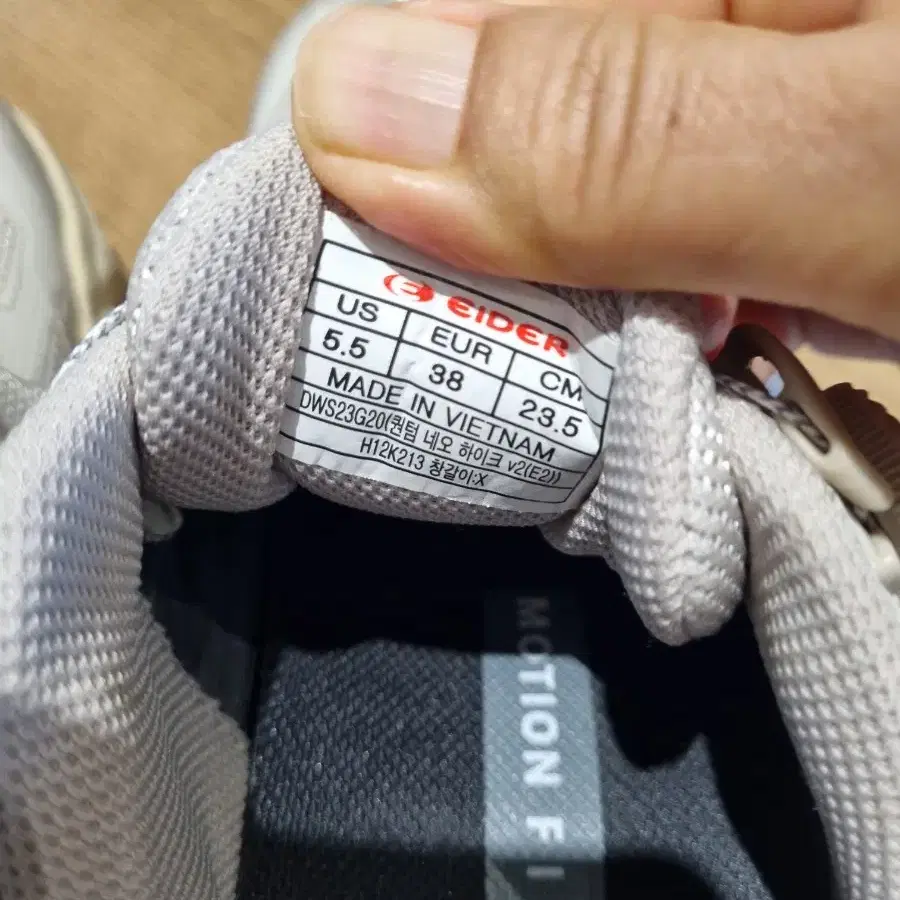 EIDER
US EUR CM
5.5 38 23.5
MADE IN VIETNAM
DWS23G20(퀀텀 네오 하이크 v2(E2))
H12K213 창갈이:X
MOTION FI